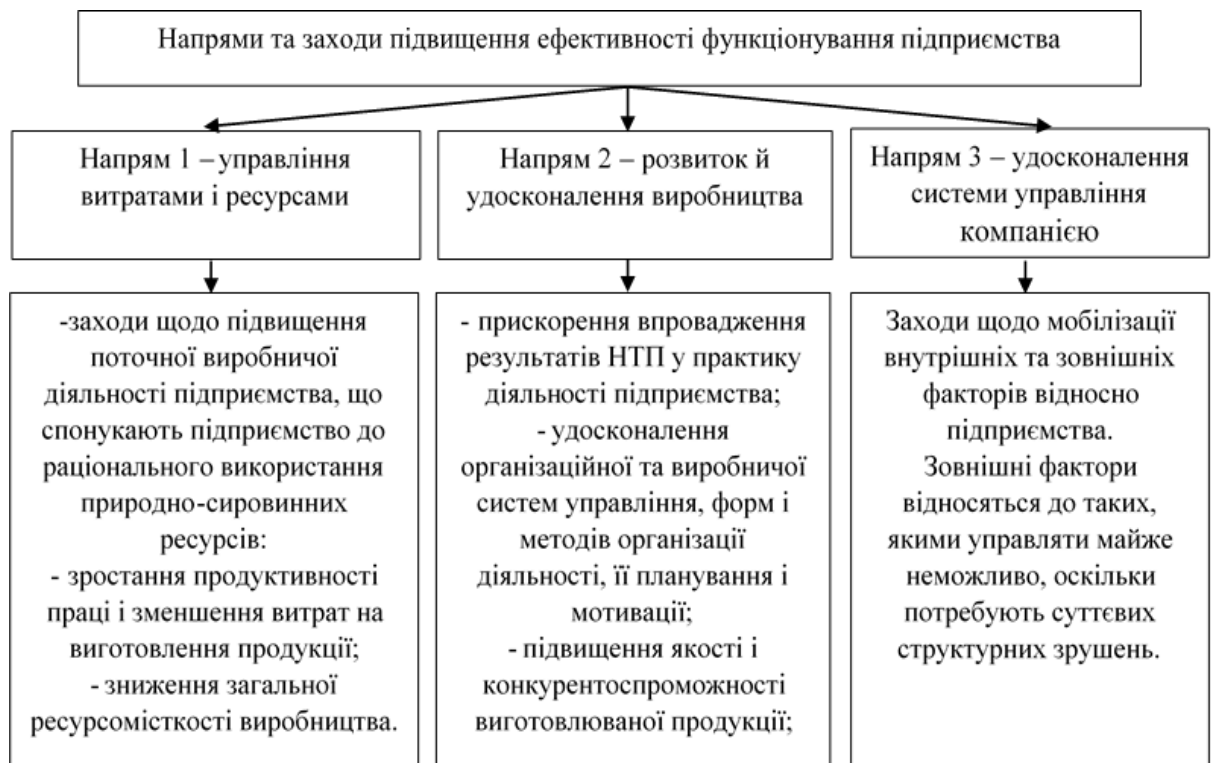 Напрями та заходи підвищення ефективності функціонування підприємства
Напрям 1 – управління
витратами і ресурсами
Напрям 2 – розвиток й
удосконалення виробництва
Напрям 3 – удосконалення
системи управління
компанією
-заходи щодо підвищення
поточної виробничої
діяльності підприємства, що
спонукають підприємство до
раціонального використання
природно-сировинних
ресурсів:
- зростання продуктивності
праці і зменшення витрат на
виготовлення продукції;
- зниження загальної
ресурсомісткості виробництва.
- прискорення впровадження
результатів НТП у практику
діяльності підприємства;
- удосконалення
організаційної та виробничої
систем управління, форм і
методів організації
діяльності, її планування і
мотивації;
- підвищення якості і
конкурентоспроможності
виготовлюваної продукції;
Заходи щодо мобілізації
внутрішніх та зовнішніх
факторів відносно
підприємства.
Зовнішні фактори
відносяться до таких,
якими управляти майже
неможливо, оскільки
потребують суттєвих
структурних зрушень.